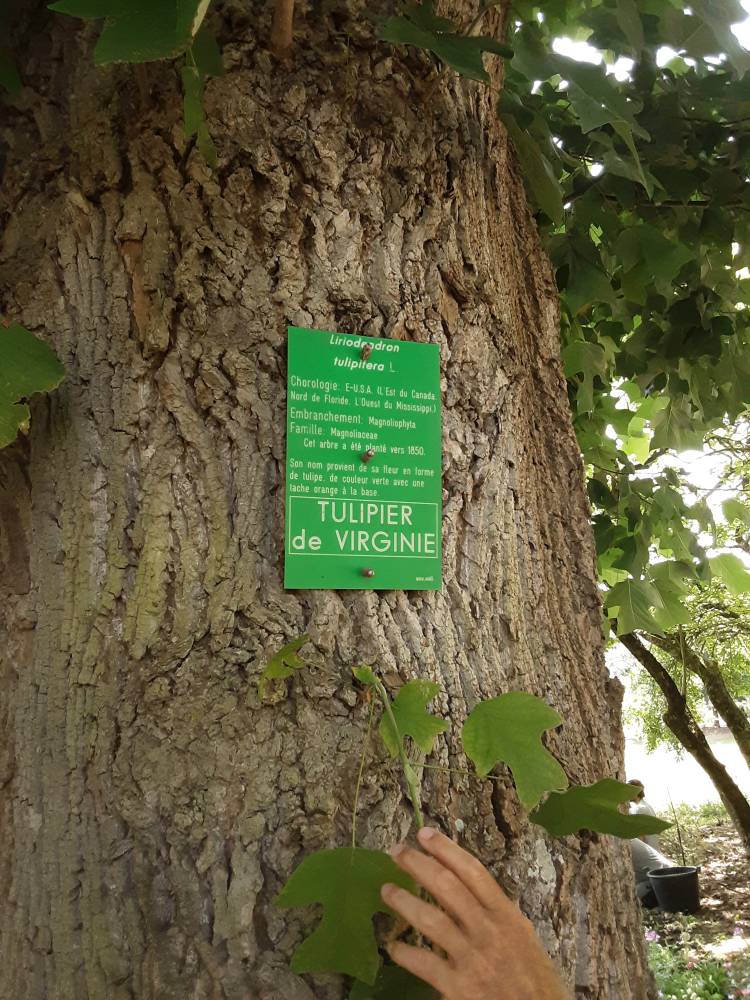 Liriodendron
tulipifera L.
Chorologie: E-U.S.A. (L'Est du Canada.
Nord de Floride. L'Ouest du Mississippi.)
Embranchement: Magnoliophyta
Famille: Magnoliaceae
Cet arbre a été planté vers 1850.
Son nom provient de sa fleur en forme
de tulipe, de couleur verte avec une
tache orange à la base.
TULIPIER
de VIRGINIE